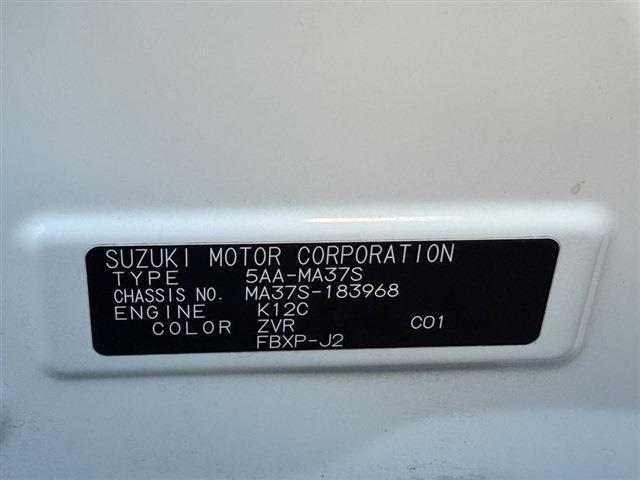 SUZUKI MOTOR CORPORATION
TYPE 5AA-MA37S
CHASSIS NO. MA37S-183968
ENGINE K12C
COLOR ZVR C01
FBXP-J2